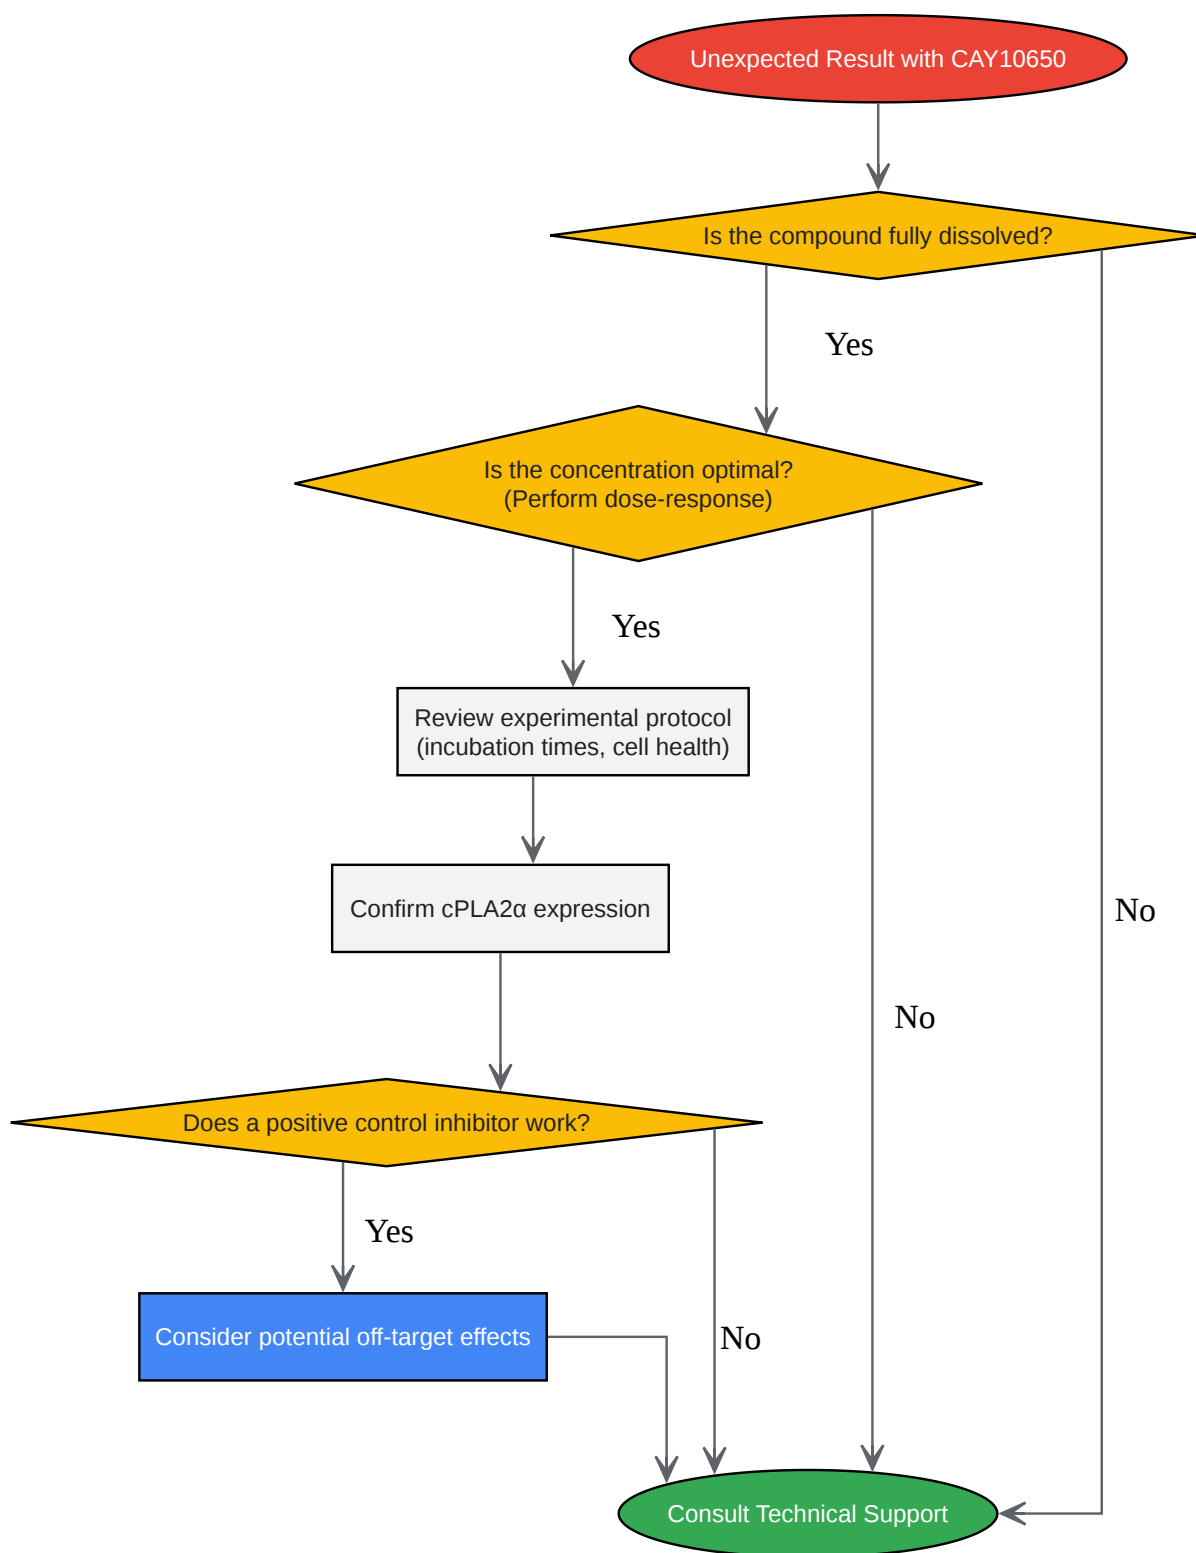 Unexpected Result with CAY10650
Is the compound fully dissolved?
Yes
Is the concentration optimal?
(Perform dose-response)
Yes
Review experimental protocol
(incubation times, cell health)
Confirm cPLA2α expression
No
No
Does a positive control inhibitor work?
Yes
Consider potential off-target effects
No
Consult Technical Support